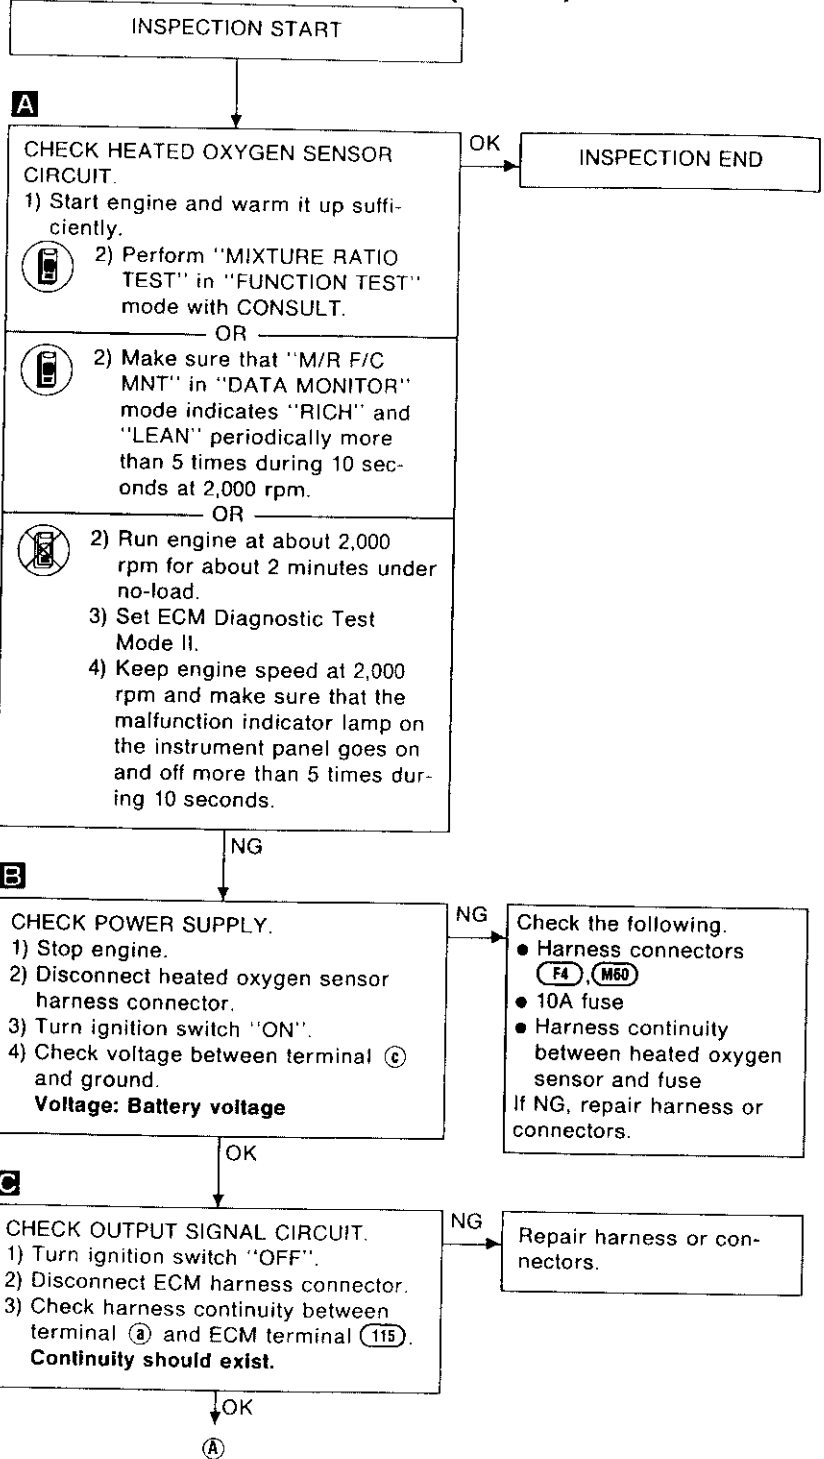 INSPECTION START
A
CHECK HEATED OXYGEN SENSOR
CIRCUIT.
1) Start engine and warm it up suffi-
ciently.
2) Perform "MIXTURE RATIO
TEST" in "FUNCTION TEST"
mode with CONSULT.
OR
2) Make sure that "M/R F/C
MNT" in "DATA MONITOR"
mode indicates "RICH" and
"LEAN" periodically more
than 5 times during 10 sec-
onds at 2,000 rpm.
OR
2) Run engine at about 2,000
rpm for about 2 minutes under
no-load.
3) Set ECM Diagnostic Test
Mode II.
4) Keep engine speed at 2,000
rpm and make sure that the
malfunction indicator lamp on
the instrument panel goes on
and off more than 5 times dur-
ing 10 seconds.
OK
INSPECTION END
NG
B
CHECK POWER SUPPLY.
1) Stop engine.
2) Disconnect heated oxygen sensor
harness connector.
3) Turn ignition switch "ON".
4) Check voltage between terminal ⓒ
and ground.
Voltage: Battery voltage
NG
Check the following.
● Harness connectors
F4, M60
● 10A fuse
● Harness continuity
between heated oxygen
sensor and fuse
If NG, repair harness or
connectors.
OK
C
CHECK OUTPUT SIGNAL CIRCUIT.
1) Turn ignition switch "OFF".
2) Disconnect ECM harness connector.
3) Check harness continuity between
terminal ⓐ and ECM terminal 115.
Continuity should exist.
NG
Repair harness or con-
nectors.
OK
Ⓐ